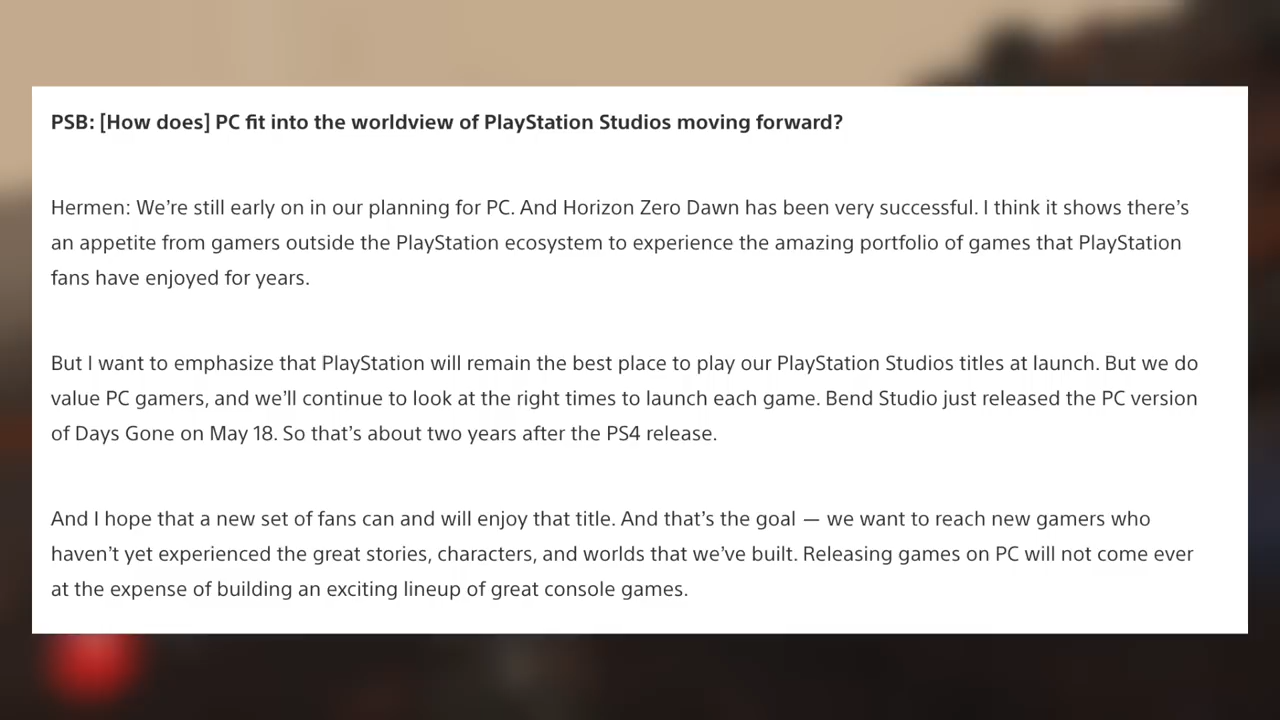 PSB: [How does] PC fit into the worldview of PlayStation Studios moving forward?
Hermen: We’re still early on in our planning for PC. And Horizon Zero Dawn has been very successful. I think it shows there’s
an appetite from gamers outside the PlayStation ecosystem to experience the amazing portfolio of games that PlayStation
fans have enjoyed for years.
But I want to emphasize that PlayStation will remain the best place to play our PlayStation Studios titles at launch. But we do
value PC gamers, and we’ll continue to look at the right times to launch each game. Bend Studio just released the PC version
of Days Gone on May 18. So that’s about two years after the PS4 release.
And I hope that a new set of fans can and will enjoy that title. And that’s the goal — we want to reach new gamers who
haven’t yet experienced the great stories, characters, and worlds that we’ve built. Releasing games on PC will not come ever
at the expense of building an exciting lineup of great console games.